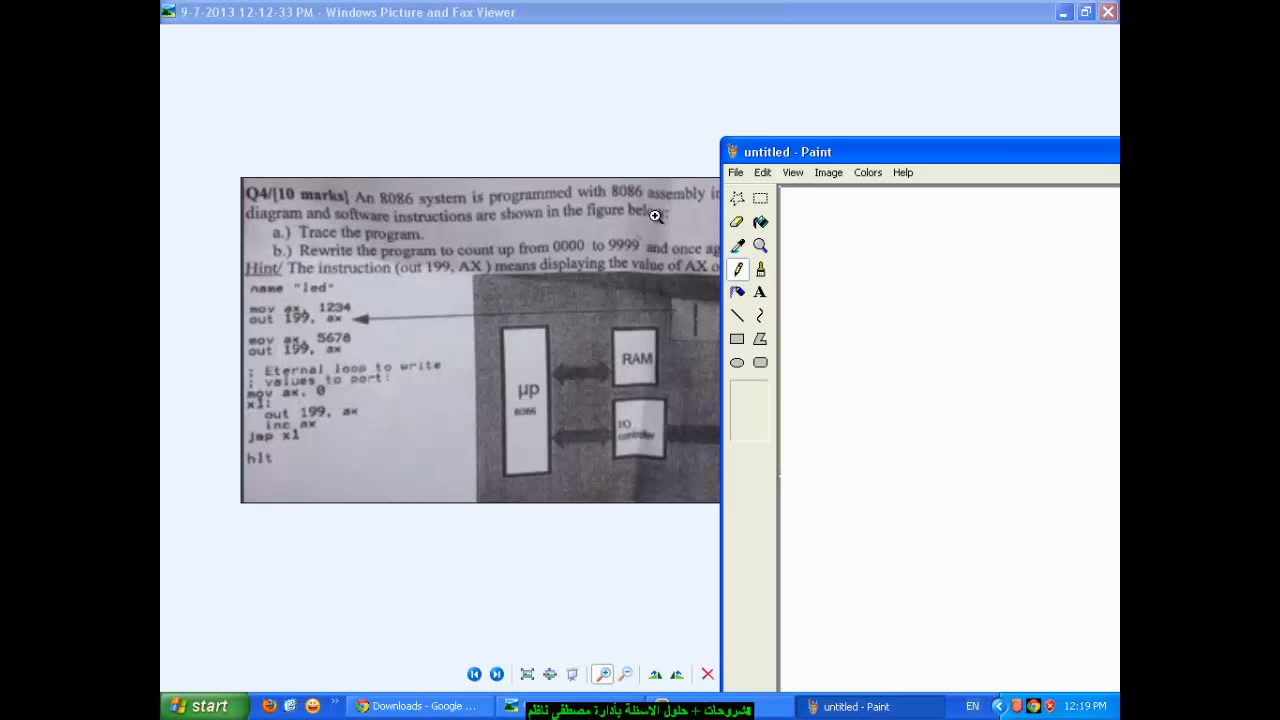 9-7-2013 12-12-33 PM - Windows Picture and Fax Viewer
Q4/[10 marks] An 8086 system is programmed with 8086 assembly
diagram and software instructions are shown in the figure
a.) Trace the program.
b.) Rewrite the program to count up from 0000 to 9999 and once
Hint/ The instruction (out 199, AX ) means displaying the value of AX
name "led"
mov ax, 1234
out 199, ax
mov ax, 5678
out 199, ax
; Eternal loop to write
; values to port:
mov ax, 0
x1:
out 199, ax
inc ax
jmp x1
hlt
µp
8086
RAM
I/O
controller
untitled - Paint
File Edit View Image Colors Help
A
start
Downloads - Google ...
untitled - Paint
EN
12:19 PM
شروحات + حلول الاسئلة بأدارة مصطفى ناظم